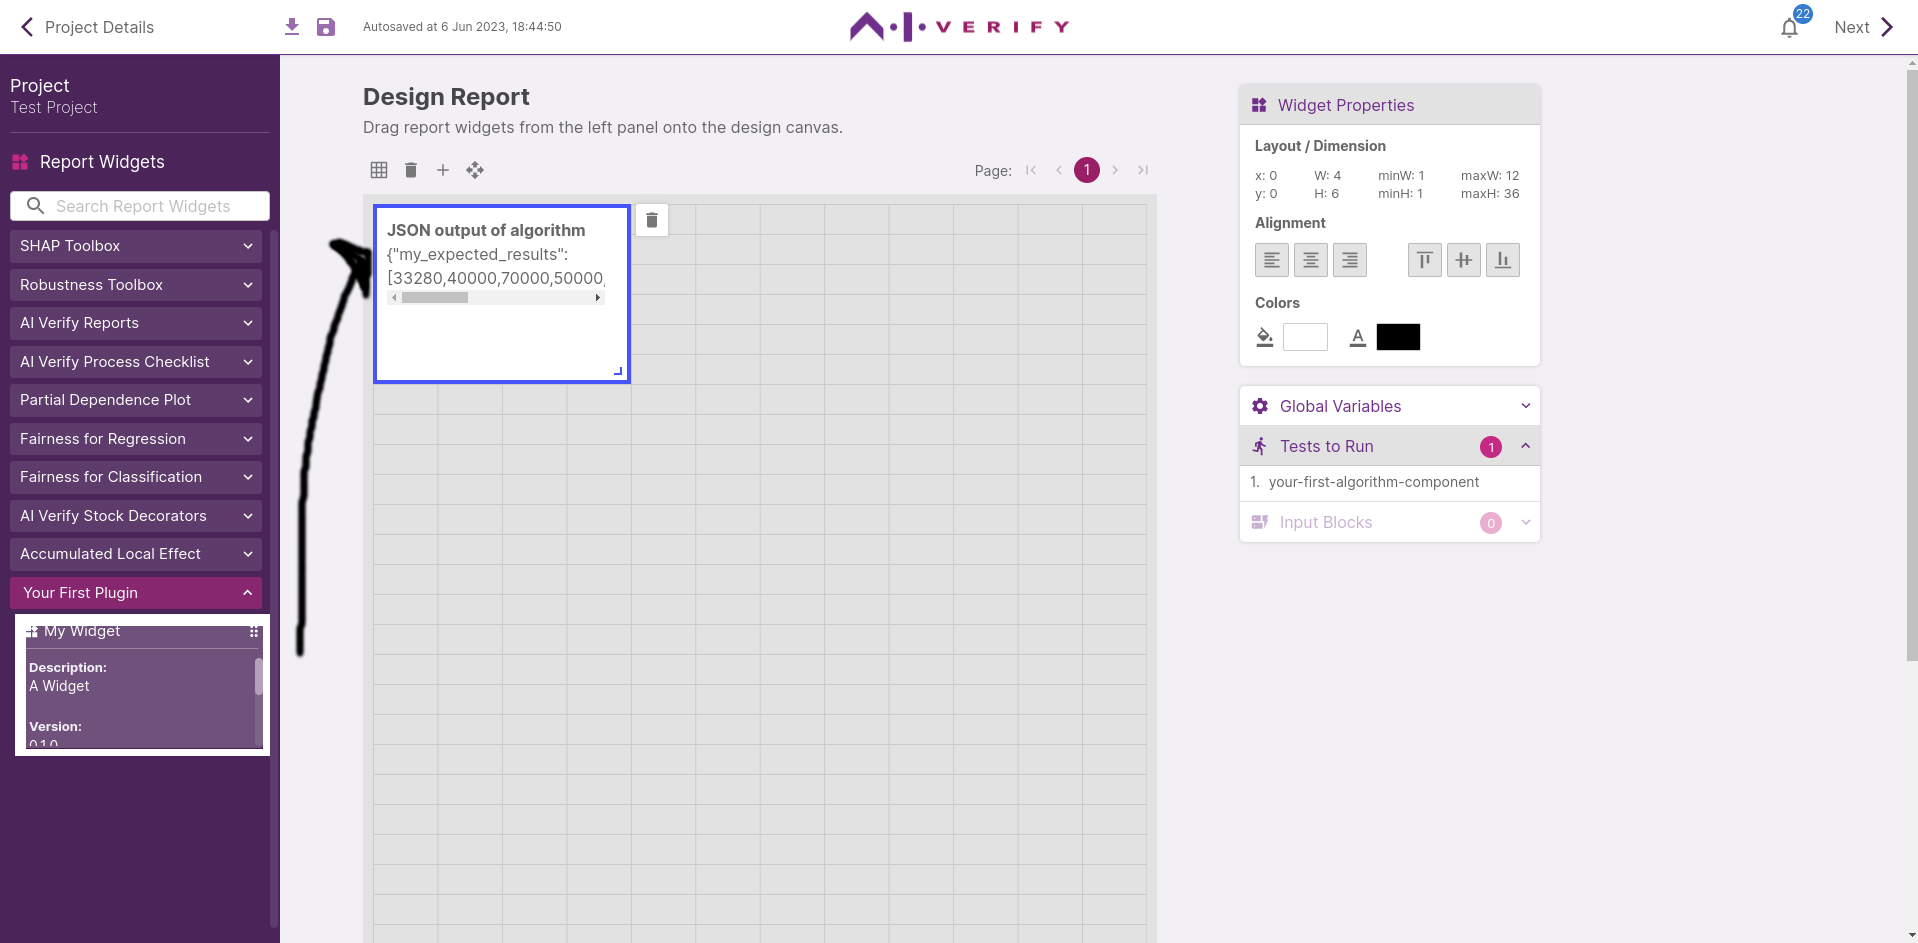 Project Details
Autosaved at 6 Jun 2023, 18:44:50
A·I·VERIFY
22
Next
Project
Test Project
Report Widgets
Search Report Widgets
SHAP Toolbox
Robustness Toolbox
AI Verify Reports
AI Verify Process Checklist
Partial Dependence Plot
Fairness for Regression
Fairness for Classification
AI Verify Stock Decorators
Accumulated Local Effect
Your First Plugin
My Widget
Description:
A Widget
Version:
0.1.0
Design Report
Drag report widgets from the left panel onto the design canvas.
Page: 1
JSON output of algorithm
{"my_expected_results":
[33280,40000,70000,50000,
Widget Properties
Layout / Dimension
x: 0 W: 4 minW: 1 maxW: 12
y: 0 H: 6 minH: 1 maxH: 36
Alignment
Colors
A
Global Variables
Tests to Run 1
1. your-first-algorithm-component
Input Blocks 0